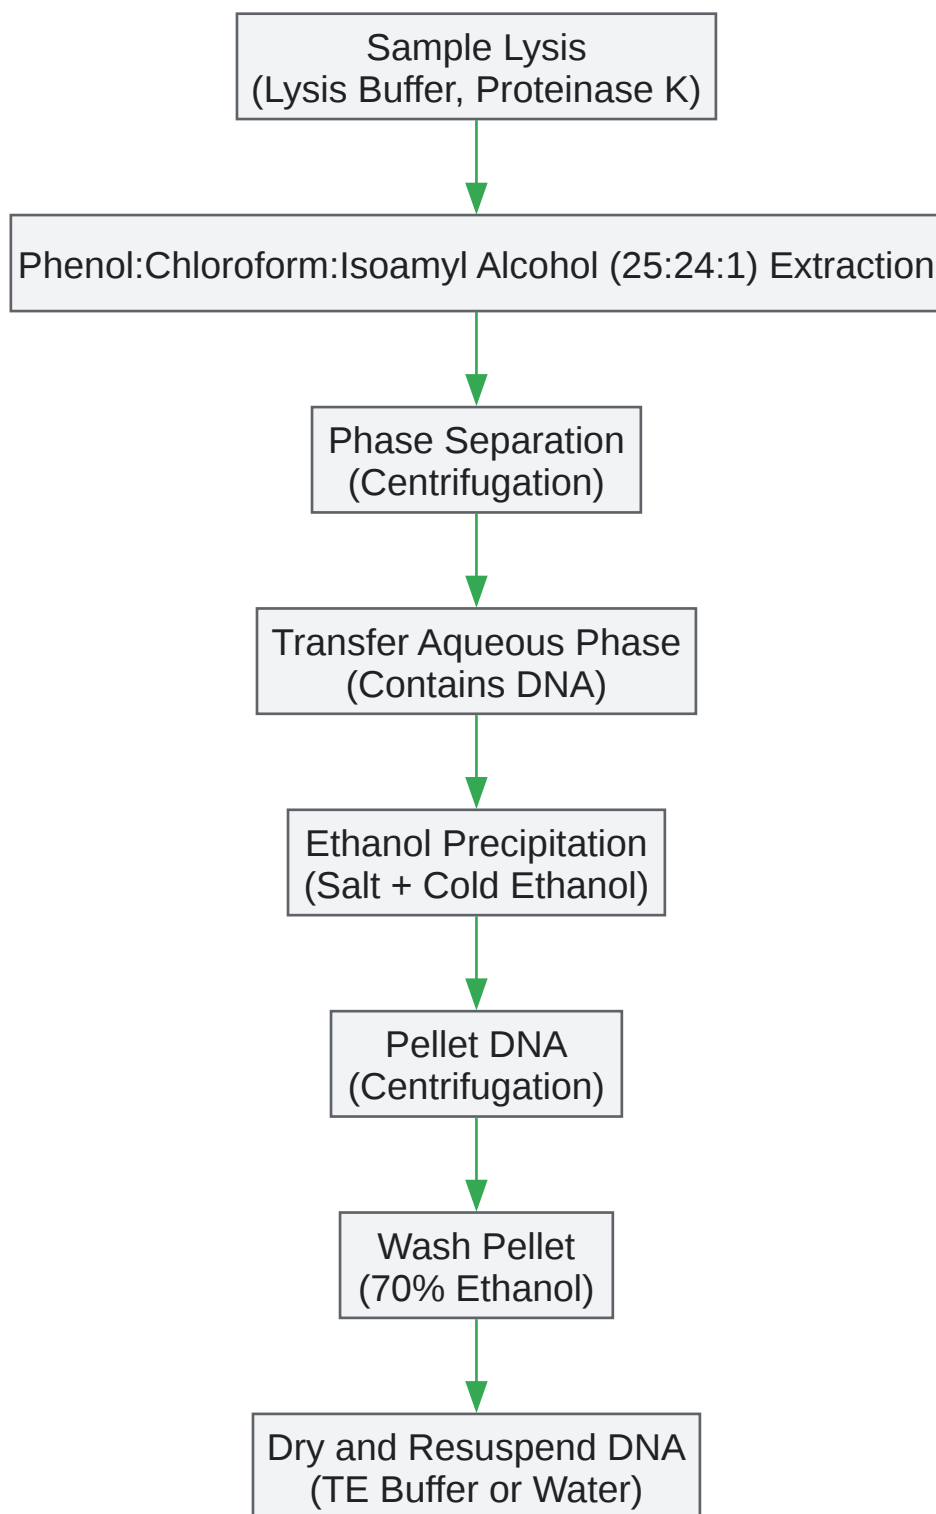 Sample Lysis
(Lysis Buffer, Proteinase K)
Phenol:Chloroform:Isoamyl Alcohol (25:24:1) Extraction
Phase Separation
(Centrifugation)
Transfer Aqueous Phase
(Contains DNA)
Ethanol Precipitation
(Salt + Cold Ethanol)
Pellet DNA
(Centrifugation)
Wash Pellet
(70% Ethanol)
Dry and Resuspend DNA
(TE Buffer or Water)